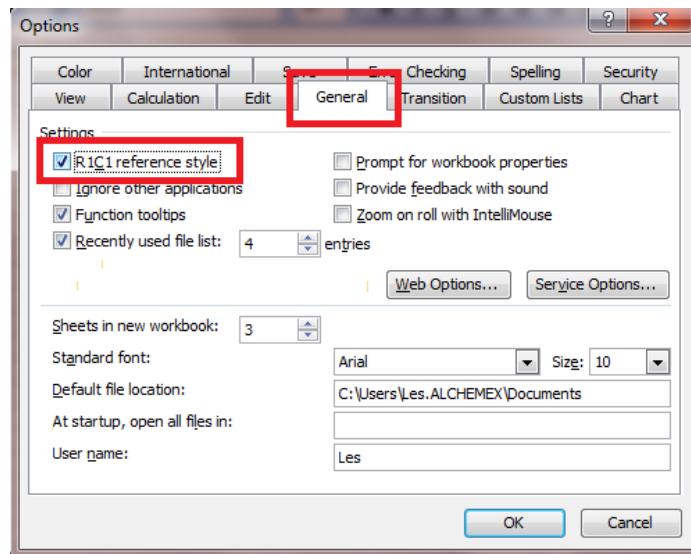 Options
?
X
Color International Checking Spelling Security
View Calculation Edit General Transition Custom Lists Chart
Settings
R1C1 reference style Prompt for workbook properties
Ignore other applications Provide feedback with sound
Function tooltips Zoom on roll with IntelliMouse
Recently used file list: 4 entries
Web Options... Service Options...
Sheets in new workbook: 3
Standard font: Arial Size: 10
Default file location: C:\Users\Les.ALCHEMEX\Documents
At startup, open all files in:
User name: Les
OK Cancel